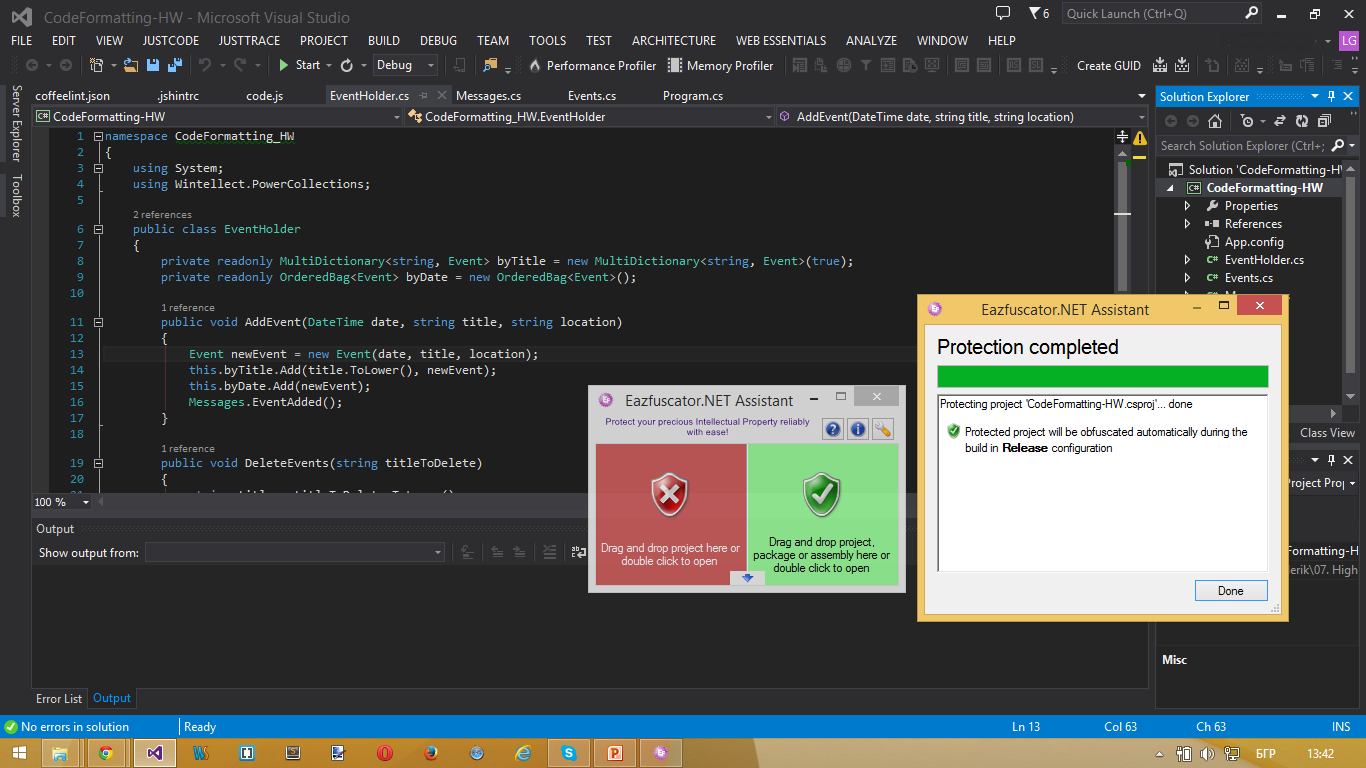 CodeFormatting-HW - Microsoft Visual Studio
6
Quick Launch (Ctrl+Q)
FILE EDIT VIEW JUSTCODE JUSTTRACE PROJECT BUILD DEBUG TEAM TOOLS TEST ARCHITECTURE WEB ESSENTIALS ANALYZE WINDOW HELP
LG
Start Debug Performance Profiler Memory Profiler Create GUID
Server Explorer
Toolbox
coffeelint.json .jshintrc code.js EventHolder.cs Messages.cs Events.cs Program.cs
CodeFormatting-HW CodeFormatting_HW.EventHolder AddEvent(DateTime date, string title, string location)
1 namespace CodeFormatting_HW
2 {
3 using System;
4 using Wintellect.PowerCollections;
5
2 references
6 public class EventHolder
7 {
8 private readonly MultiDictionary<string, Event> byTitle = new MultiDictionary<string, Event>(true);
9 private readonly OrderedBag<Event> byDate = new OrderedBag<Event>();
10
1 reference
11 public void AddEvent(DateTime date, string title, string location)
12 {
13 Event newEvent = new Event(date, title, location);
14 this.byTitle.Add(title.ToLower(), newEvent);
15 this.byDate.Add(newEvent);
16 Messages.EventAdded();
17 }
18
1 reference
19 public void DeleteEvents(string titleToDelete)
20 {
100 %
Output
Show output from:
Error List Output
Solution Explorer
Search Solution Explorer (Ctrl+;
Solution 'CodeFormatting-H
CodeFormatting-HW
Properties
References
App.config
EventHolder.cs
Events.cs
Class View
Project Prop
Formatting-H
erik\07. High
Misc
Eazfuscator.NET Assistant
Protect your precious Intellectual Property reliably
with ease!
Drag and drop project here or
double click to open
Drag and drop project,
package or assembly here or
double click to open
Eazfuscator.NET Assistant
Protection completed
Protecting project 'CodeFormatting-HW.csproj'... done
Protected project will be obfuscated automatically during the
build in Release configuration
Done
No errors in solution Ready Ln 13 Col 63 Ch 63 INS
БГР 13:42